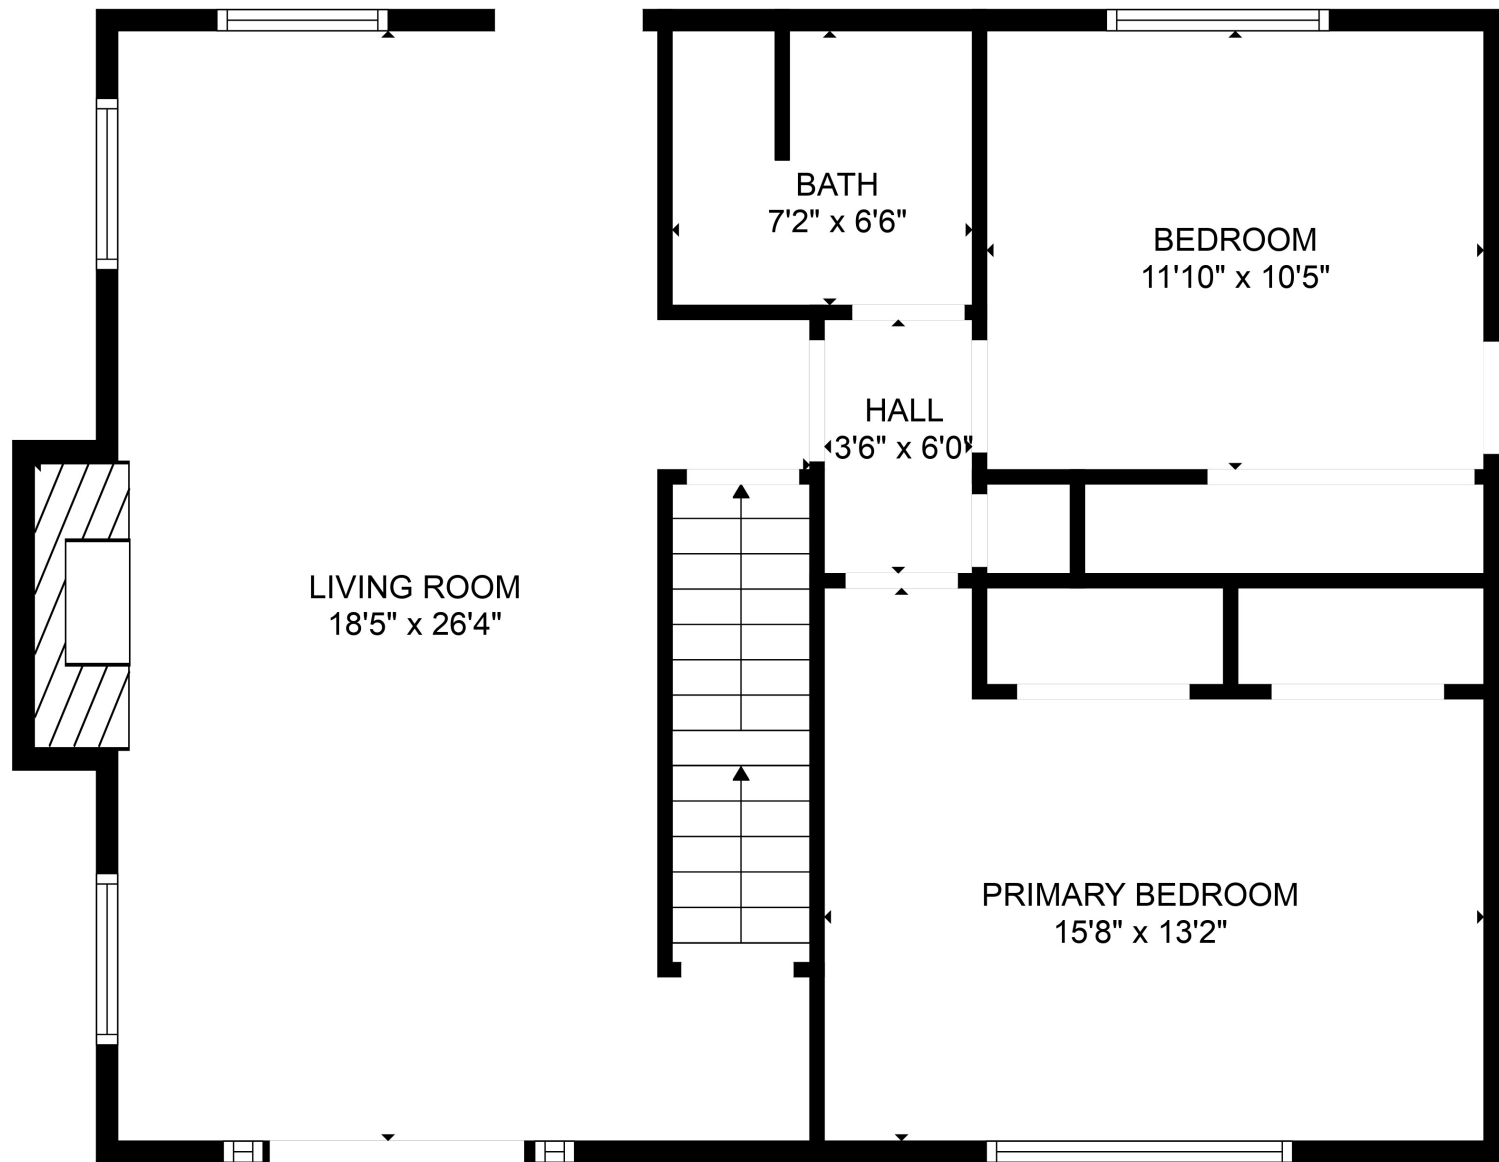 BATH
7'2" x 6'6"
BEDROOM
11'10" x 10'5"
HALL
3'6" x 6'0"
LIVING ROOM
18'5" x 26'4"
PRIMARY BEDROOM
15'8" x 13'2"